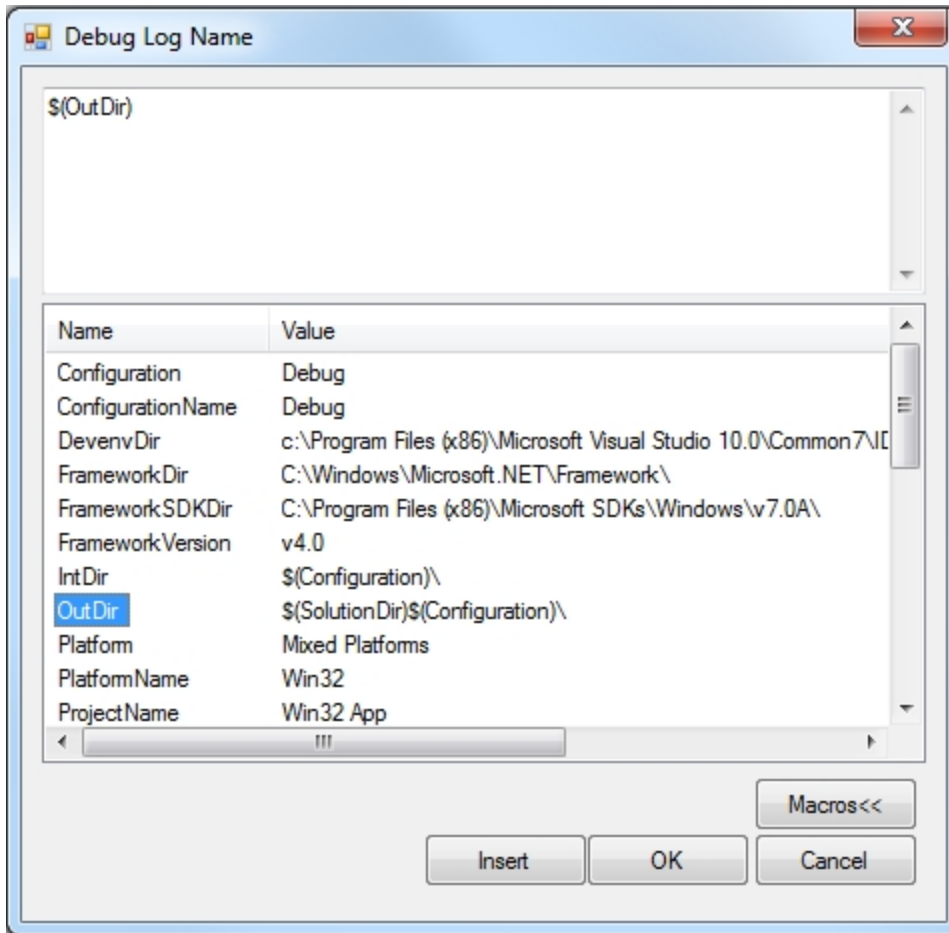 Debug Log Name
$(OutDir)
Name Value
Configuration Debug
ConfigurationName Debug
DevenvDir c:\Program Files (x86)\Microsoft Visual Studio 10.0\Common7\ID
FrameworkDir C:\Windows\Microsoft.NET\Framework\
FrameworkSDKDir C:\Program Files (x86)\Microsoft SDKs\Windows\v7.0A\
FrameworkVersion v4.0
IntDir $(Configuration)\
OutDir $(SolutionDir)$(Configuration)\
Platform Mixed Platforms
PlatformName Win32
ProjectName Win32 App
Macros<<
Insert OK Cancel